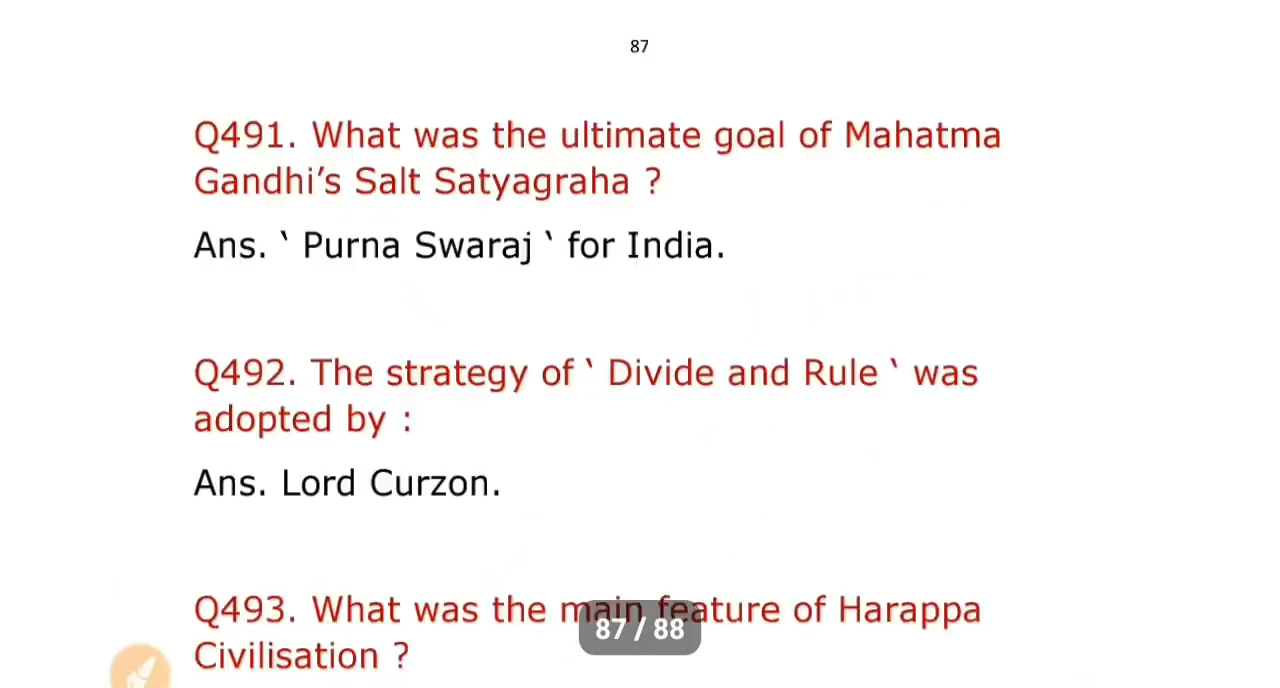 87
Q491. What was the ultimate goal of Mahatma
Gandhi’s Salt Satyagraha ?
Ans. ‵ Purna Swaraj ‵ for India.
Q492. The strategy of ‵ Divide and Rule ‵ was
adopted by :
Ans. Lord Curzon.
Q493. What was the main feature of Harappa
Civilisation ?
87 / 88